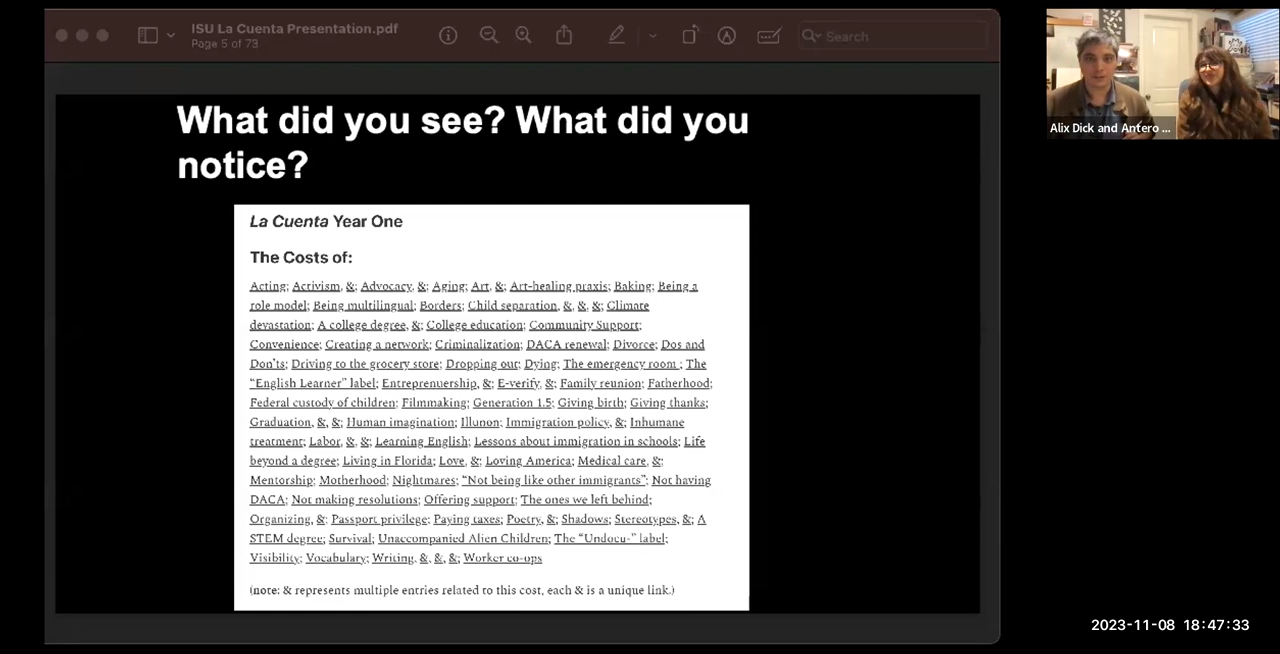 ISU La Cuenta Presentation.pdf
Page 5 of 73
Search
What did you see? What did you
notice?
La Cuenta Year One
The Costs of:
Acting; Activism, &; Advocacy, &; Aging; Art, &; Art-healing praxis; Baking; Being a
role model; Being multilingual; Borders; Child separation, &, &, &; Climate
devastation; A college degree, &; College education; Community Support;
Convenience; Creating a network; Criminalization; DACA renewal; Divorce; Dos and
Don'ts; Driving to the grocery store; Dropping out; Dying; The emergency room ; The
“English Learner” label; Entreprenuership, &; E-verify, &; Family reunion; Fatherhood;
Federal custody of children; Filmmaking; Generation 1.5; Giving birth; Giving thanks;
Graduation, &, &; Human imagination; Illunon; Immigration policy, &; Inhumane
treatment; Labor, &, &; Learning English; Lessons about immigration in schools; Life
beyond a degree; Living in Florida; Love, &; Loving America; Medical care, &;
Mentorship; Motherhood; Nightmares; “Not being like other immigrants”; Not having
DACA; Not making resolutions; Offering support; The ones we left behind;
Organizing, &; Passport privilege; Paying taxes; Poetry, &; Shadows; Stereotypes, &; A
STEM degree; Survival; Unaccompanied Alien Children; The “Undocu-” label;
Visibility; Vocabulary; Writing, &, &, &; Worker co-ops
(note: & represents multiple entries related to this cost, each & is a unique link.)
Alix Dick and Antero ...
2023-11-08 18:47:33